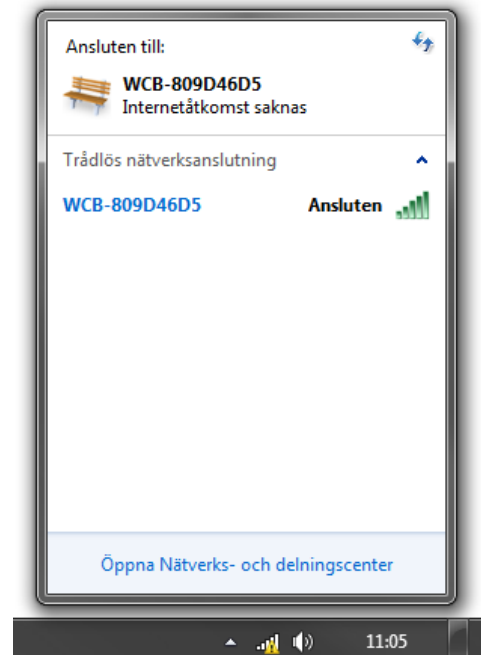 Ansluten till:
WCB-809D46D5
Internetåtkomst saknas
Trådlös nätverksanslutning
WCB-809D46D5 Ansluten
Öppna Nätverks- och delningscenter
11:05